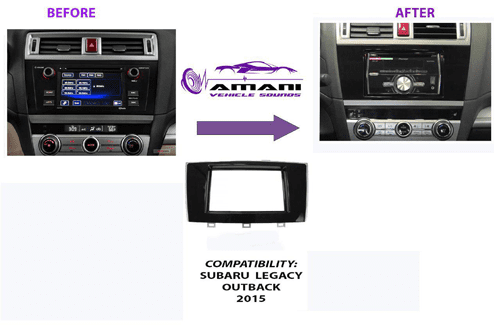 BEFORE
AFTER
AMANI
VEHICLE SOUNDS
COMPATIBILITY:
SUBARU LEGACY
OUTBACK
2015